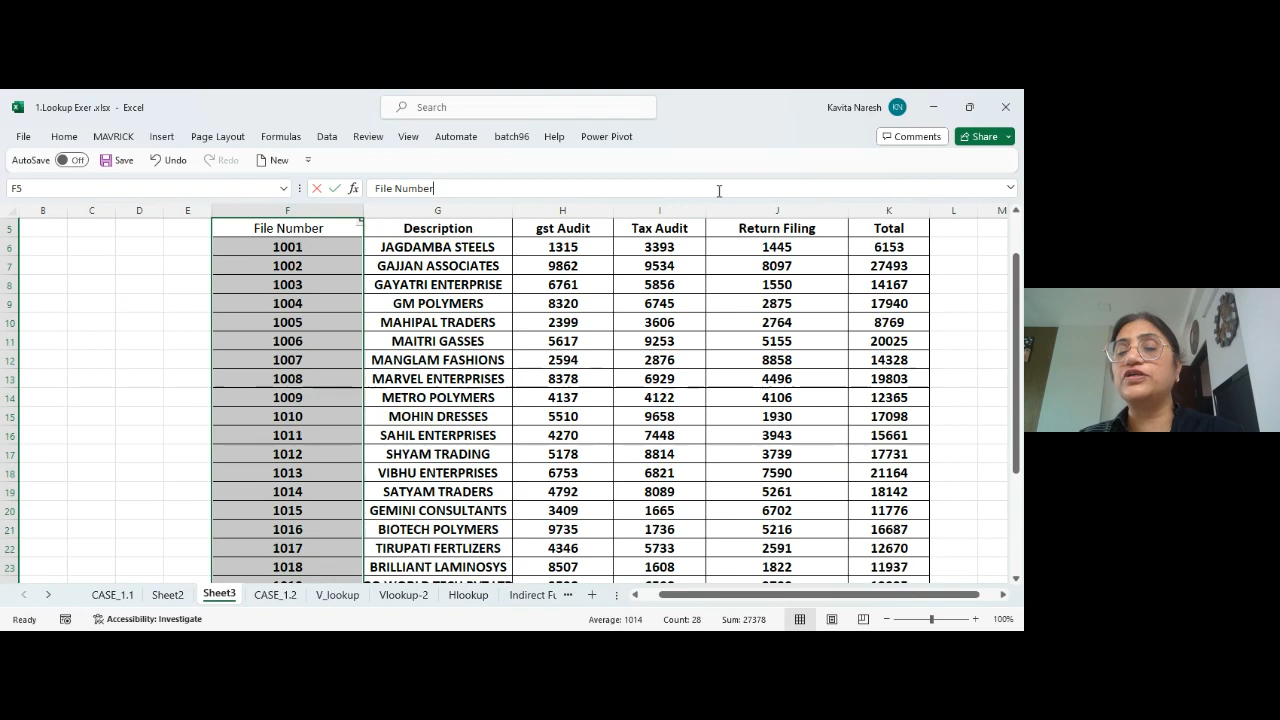 1.Lookup Exer .xlsx - Excel
Search
Kavita Naresh KN
File Home MAVRICK Insert Page Layout Formulas Data Review View Automate batch96 Help Power Pivot Comments Share
AutoSave Off Save Undo Redo New
F5 fx File Number
B C D E F G H I J K L M
5 File Number Description gst Audit Tax Audit Return Filing Total
6 1001 JAGDAMBA STEELS 1315 3393 1445 6153
7 1002 GAJJAN ASSOCIATES 9862 9534 8097 27493
8 1003 GAYATRI ENTERPRISE 6761 5856 1550 14167
9 1004 GM POLYMERS 8320 6745 2875 17940
10 1005 MAHIPAL TRADERS 2399 3606 2764 8769
11 1006 MAITRI GASSES 5617 9253 5155 20025
12 1007 MANGLAM FASHIONS 2594 2876 8858 14328
13 1008 MARVEL ENTERPRISES 8378 6929 4496 19803
14 1009 METRO POLYMERS 4137 4122 4106 12365
15 1010 MOHIN DRESSES 5510 9658 1930 17098
16 1011 SAHIL ENTERPRISES 4270 7448 3943 15661
17 1012 SHYAM TRADING 5178 8814 3739 17731
18 1013 VIBHU ENTERPRISES 6753 6821 7590 21164
19 1014 SATYAM TRADERS 4792 8089 5261 18142
20 1015 GEMINI CONSULTANTS 3409 1665 6702 11776
21 1016 BIOTECH POLYMERS 9735 1736 5216 16687
22 1017 TIRUPATI FERTLIZERS 4346 5733 2591 12670
23 1018 BRILLIANT LAMINOSYS 8507 1608 1822 11937
CASE_1.1 Sheet2 Sheet3 CASE_1.2 V_lookup Vlookup-2 Hlookup Indirect Fu
Ready Accessibility: Investigate Average: 1014 Count: 28 Sum: 27378 100%